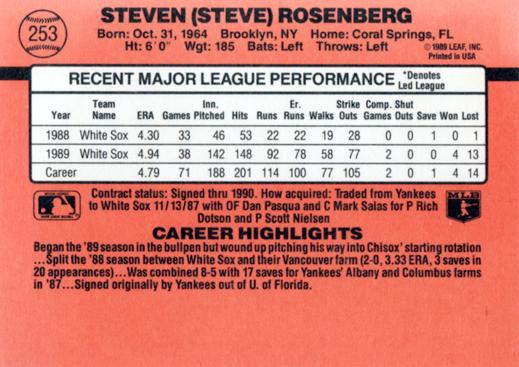 253
STEVEN (STEVE) ROSENBERG
Born: Oct. 31, 1964 Brooklyn, NY Home: Coral Springs, FL
Ht: 6'0" Wgt: 185 Bats: Left Throws: Left
© 1989 LEAF, INC.
Printed in USA
RECENT MAJOR LEAGUE PERFORMANCE *Denotes Led League
Year Team Name ERA Games Inn. Pitched Hits Runs Er. Runs Walks Strike Outs Comp. Games Shut Outs Save Won Lost
1988 White Sox 4.30 33 46 53 22 22 19 28 0 0 1 0 1
1989 White Sox 4.94 38 142 148 92 78 58 77 2 0 0 4 13
Career 4.79 71 188 201 114 100 77 105 2 0 1 4 14
Contract status: Signed thru 1990. How acquired: Traded from Yankees
to White Sox 11/13/87 with OF Dan Pasqua and C Mark Salas for P Rich
Dotson and P Scott Nielsen
MLB
CAREER HIGHLIGHTS
Began the '89 season in the bullpen but wound up pitching his way into Chisox' starting rotation
...Split the '88 season between White Sox and their Vancouver farm (2-0, 3.33 ERA, 3 saves in
20 appearances)...Was combined 8-5 with 17 saves for Yankees' Albany and Columbus farms
in '87...Signed originally by Yankees out of U. of Florida.